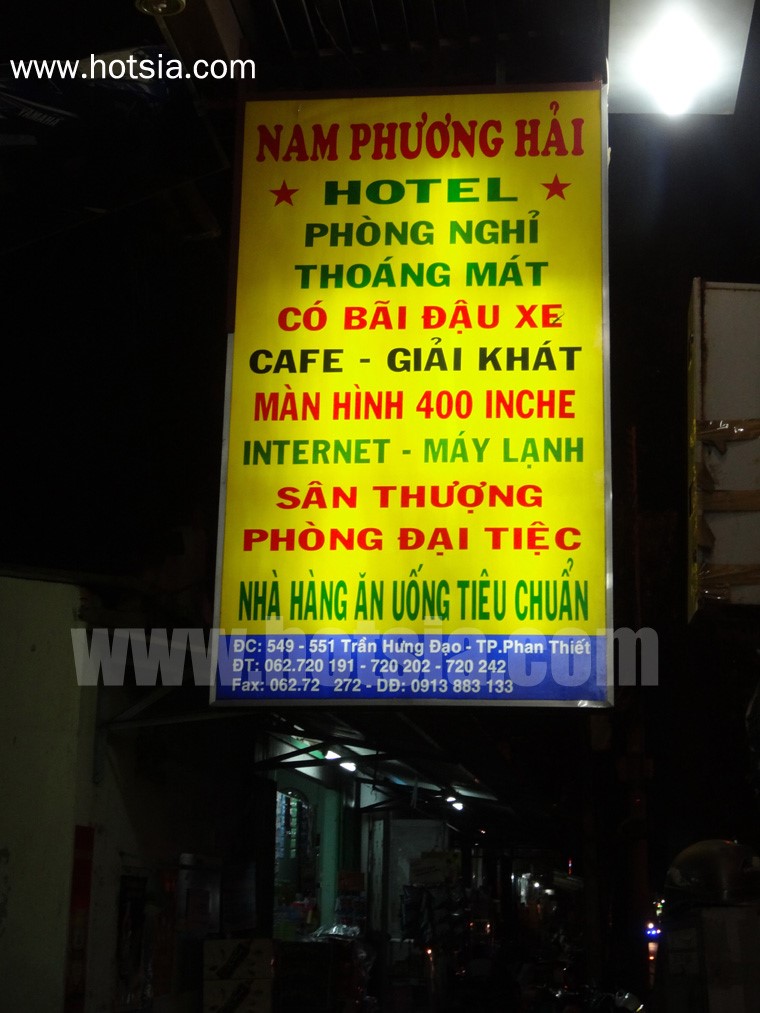 www.hotsia.com
YAMAHA
NAM PHƯƠNG HẢI
★ HOTEL ★
PHÒNG NGHỈ
THOÁNG MÁT
CÓ BÃI ĐẬU XE
CAFE - GIẢI KHÁT
MÀN HÌNH 400 INCHE
INTERNET - MÁY LẠNH
SÂN THƯỢNG
PHÒNG ĐẠI TIỆC
NHÀ HÀNG ĂN UỐNG TIÊU CHUẨN
www.hotsia.com
ĐC: 549 - 551 Trần Hưng Đạo - TP.Phan Thiết
ĐT: 062.720 191 - 720 202 - 720 242
Fax: 062.72 272 - DĐ: 0913 883 133